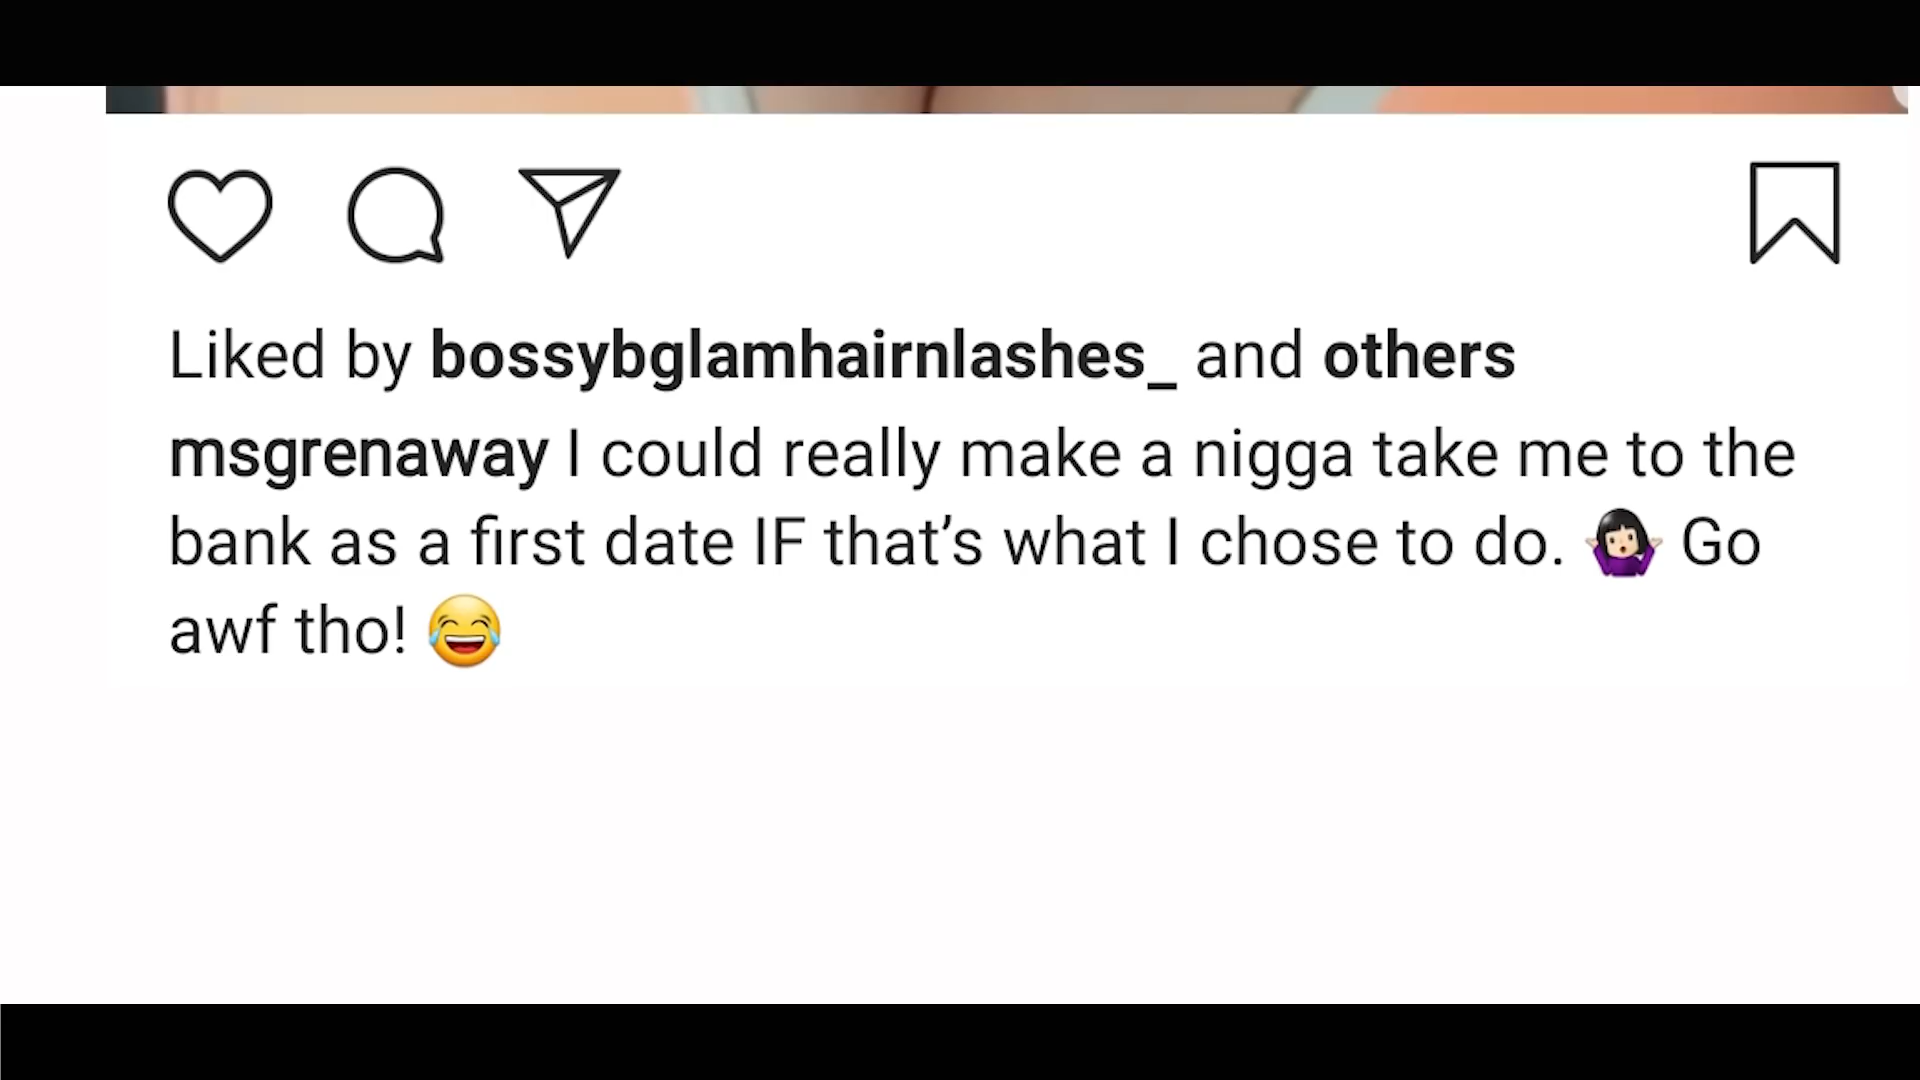 Liked by bossybglamhairnlashes_ and others
msgrenaway I could really make a nigga take me to the
bank as a first date IF that’s what I chose to do. 🤷🏻‍♀️ Go
awf tho! 😂